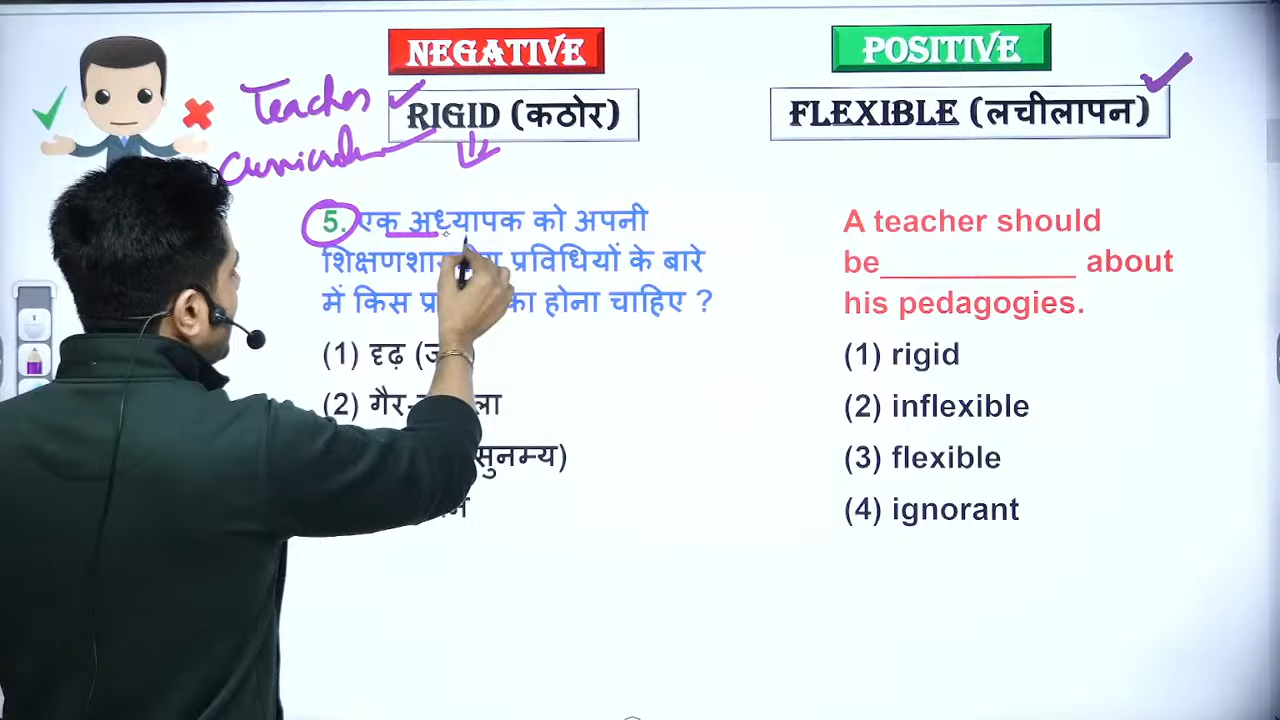 NEGATIVE
POSITIVE
Teacher
RIGID (कठोर)
FLEXIBLE (लचीलापन)
Curriculum
5. एक अध्यापक को अपनी
प्रविधियों के बारे
में किस का होना चाहिए ?
(1) दृढ़
(2)
सुनम्य)
A teacher should
be____________ about
his pedagogies.
(1) rigid
(2) inflexible
(3) flexible
(4) ignorant